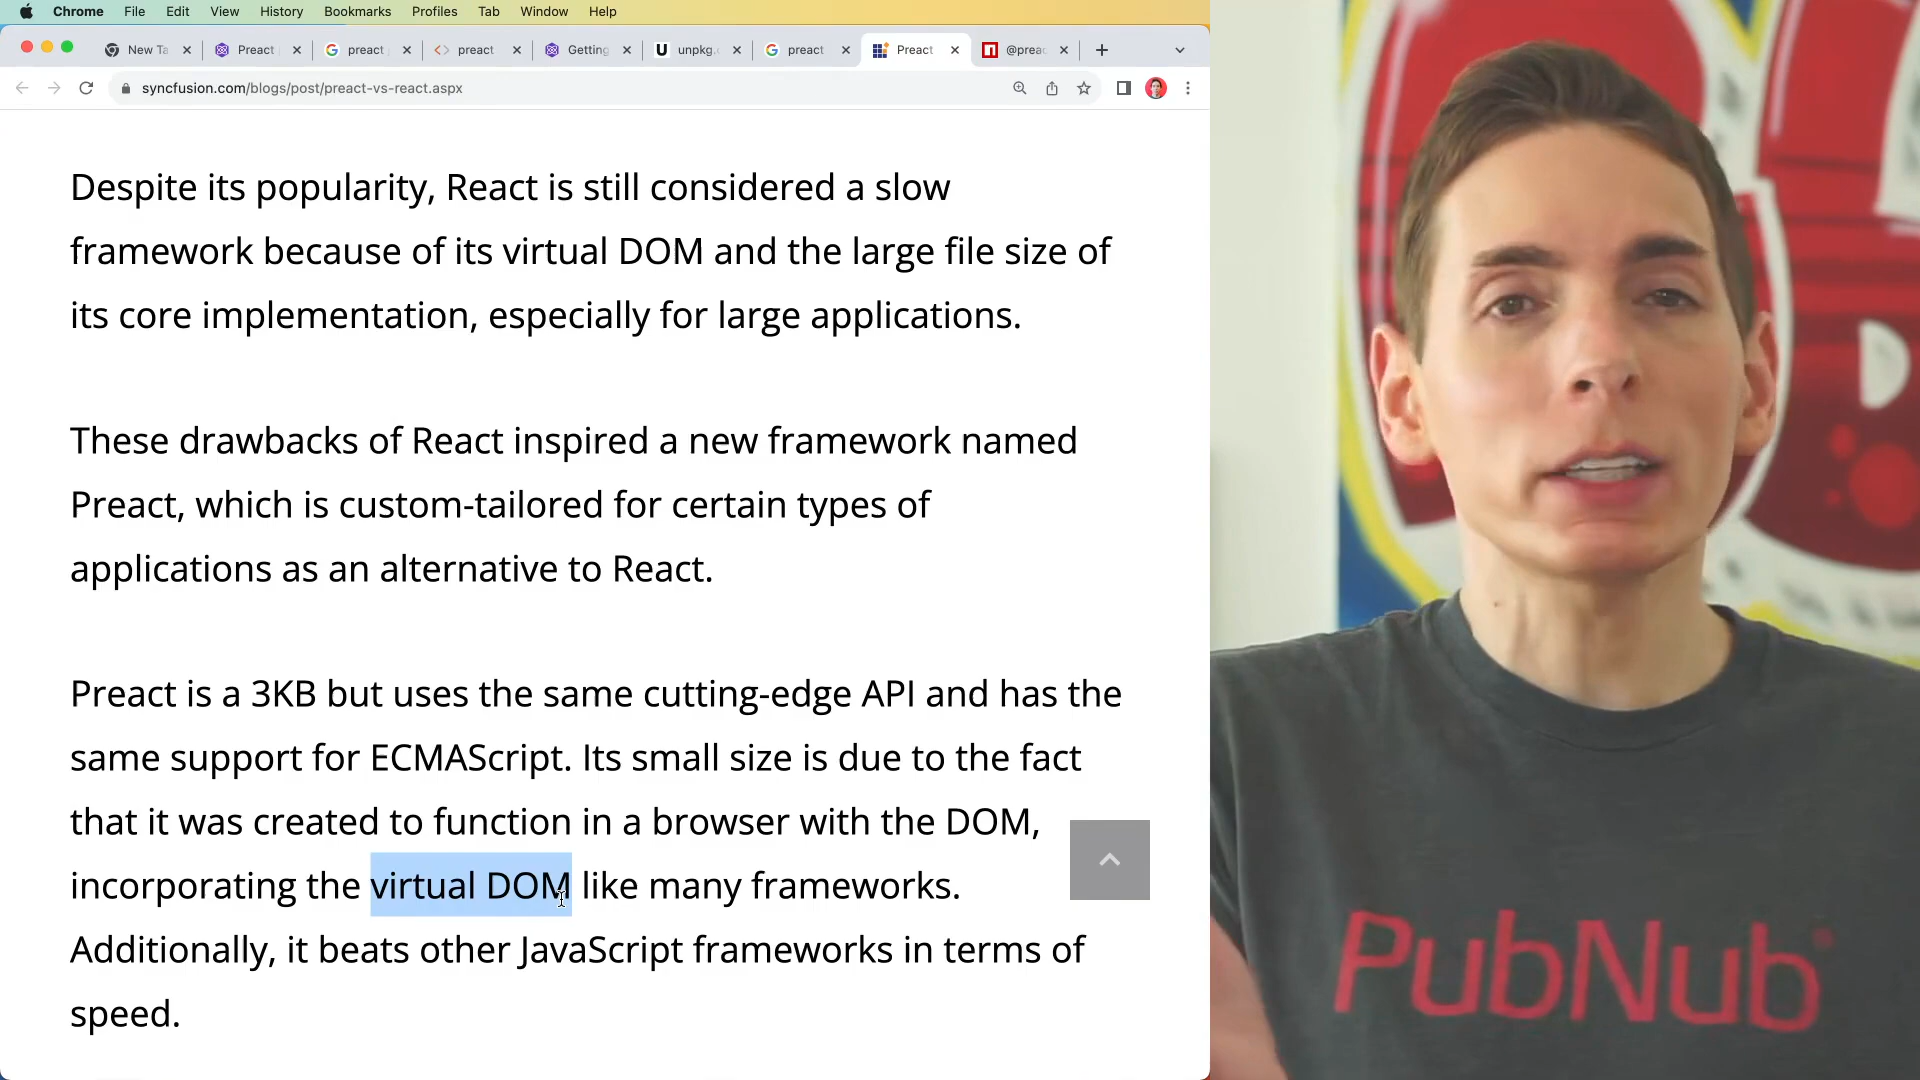 Chrome File Edit View History Bookmarks Profiles Tab Window Help
New Ta Preact preact preact Getting unpkg.c preact Preact @preac
syncfusion.com/blogs/post/preact-vs-react.aspx
Despite its popularity, React is still considered a slow
framework because of its virtual DOM and the large file size of
its core implementation, especially for large applications.
These drawbacks of React inspired a new framework named
Preact, which is custom-tailored for certain types of
applications as an alternative to React.
Preact is a 3KB but uses the same cutting-edge API and has the
same support for ECMAScript. Its small size is due to the fact
that it was created to function in a browser with the DOM,
incorporating the virtual DOM like many frameworks.
Additionally, it beats other JavaScript frameworks in terms of
speed.
PubNub